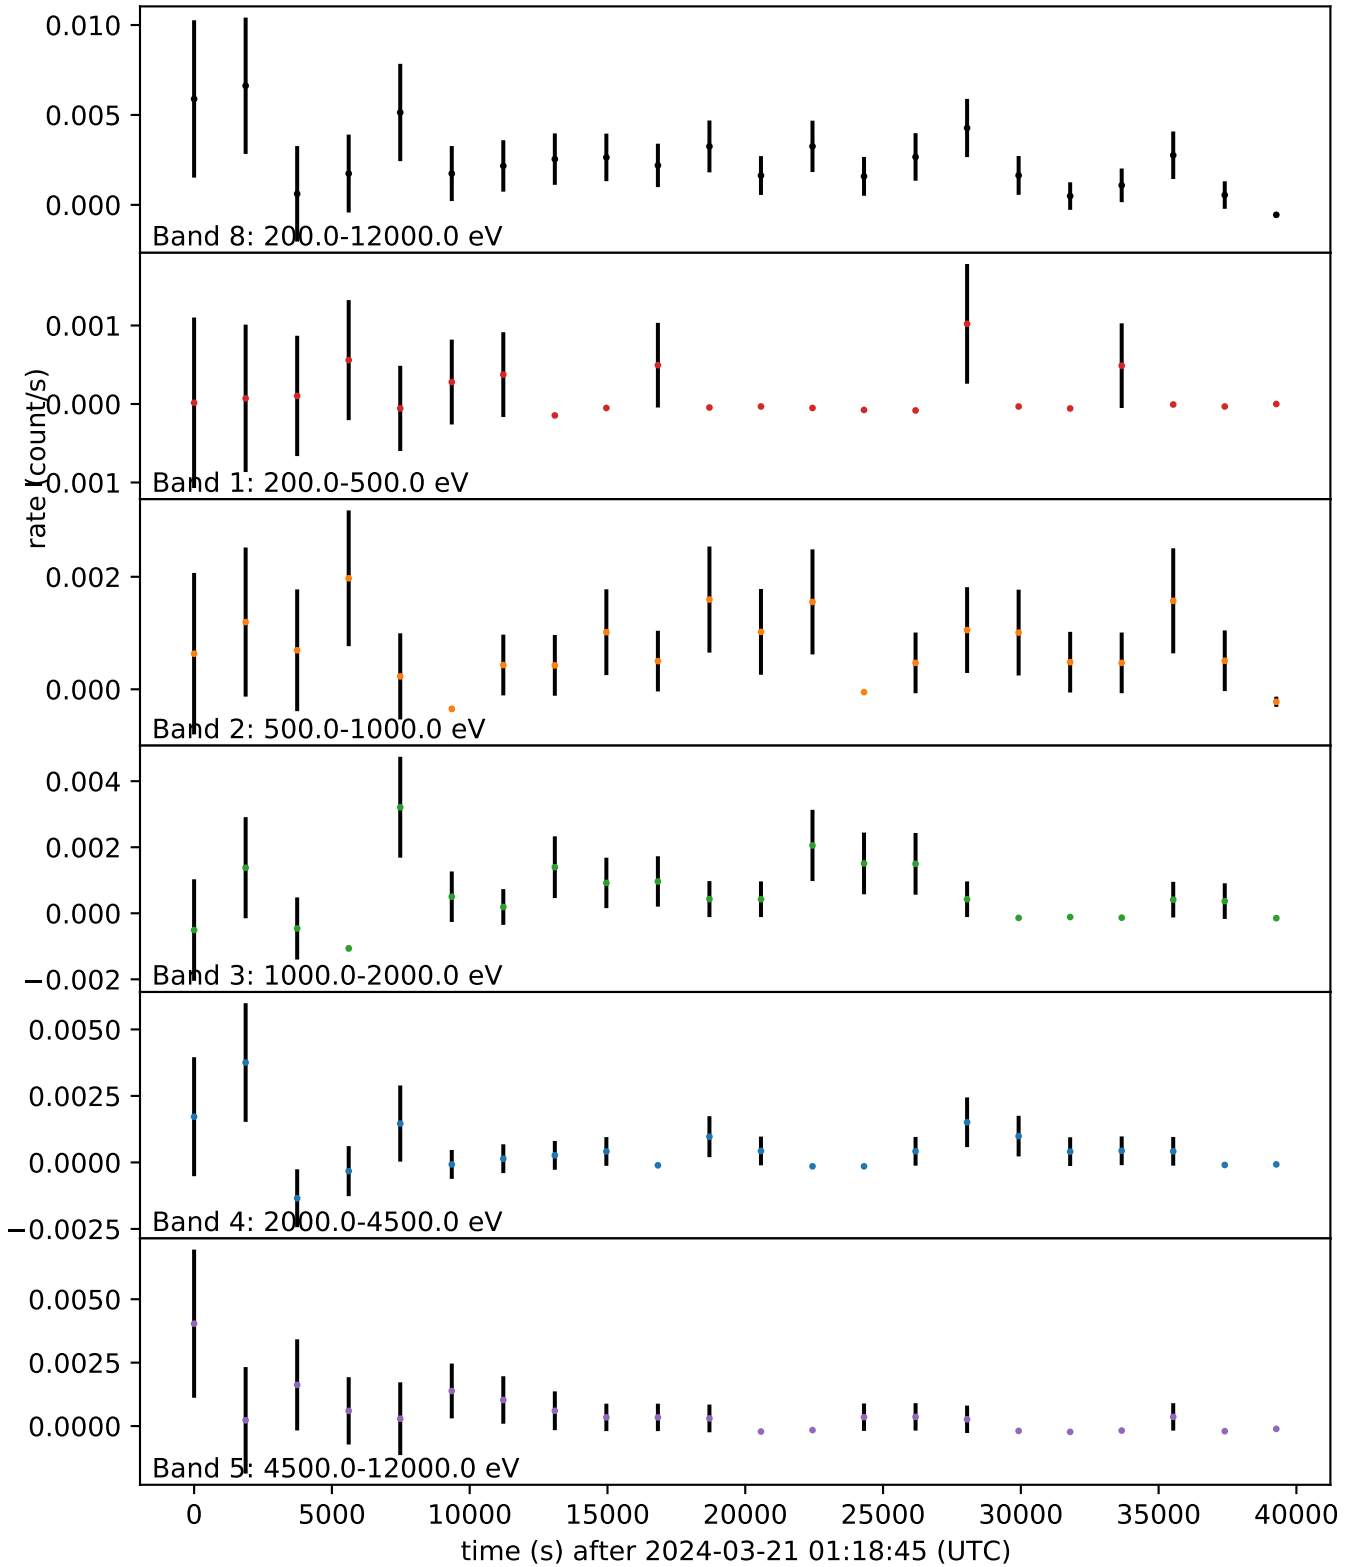 0.010
0.005
0.000
Band 8: 200.0-12000.0 eV
0.001
0.000
−0.001
Band 1: 200.0-500.0 eV
rate (count/s)
0.002
0.000
Band 2: 500.0-1000.0 eV
0.004
0.002
0.000
−0.002
Band 3: 1000.0-2000.0 eV
0.0050
0.0025
0.0000
−0.0025
Band 4: 2000.0-4500.0 eV
0.0050
0.0025
0.0000
Band 5: 4500.0-12000.0 eV
0 5000 10000 15000 20000 25000 30000 35000 40000
time (s) after 2024-03-21 01:18:45 (UTC)